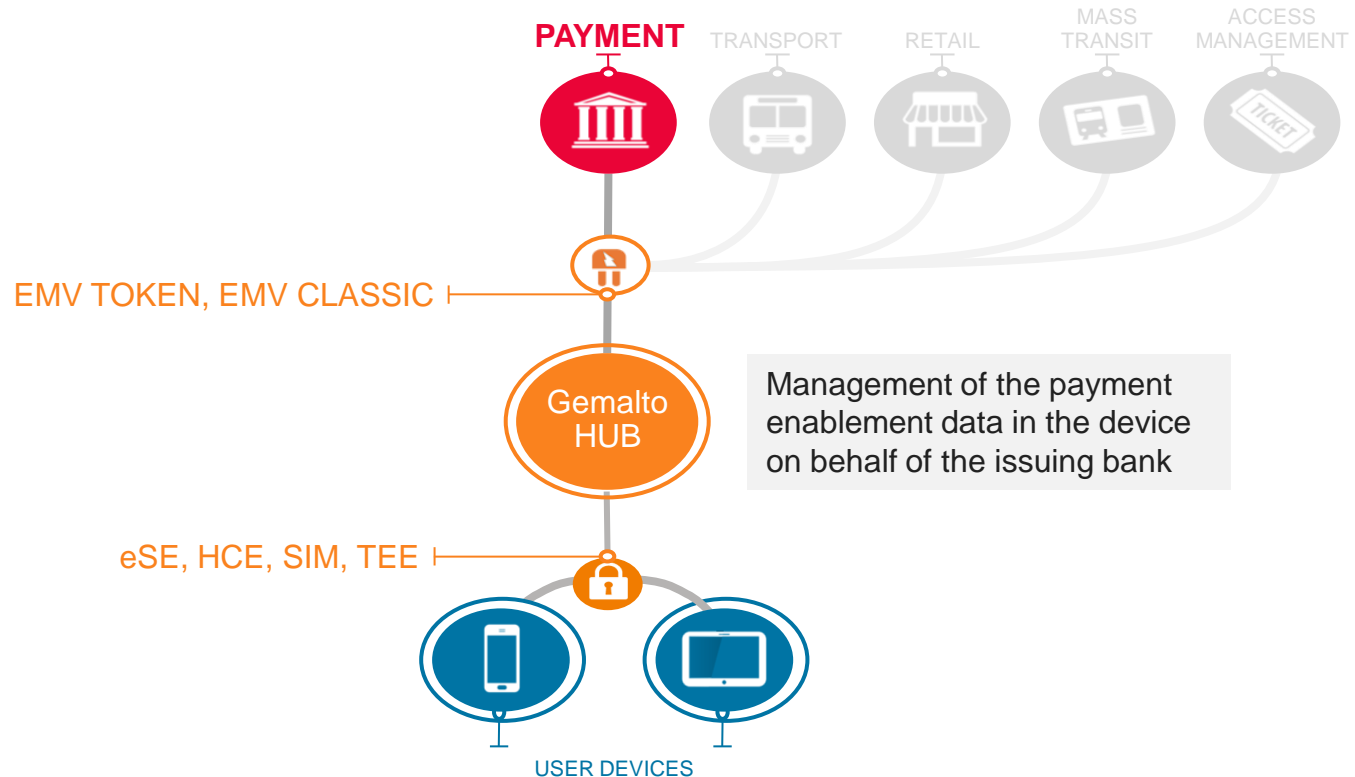 PAYMENT
TRANSPORT
RETAIL
MASS
TRANSIT
ACCESS
MANAGEMENT
TICKET
EMV TOKEN, EMV CLASSIC
Gemalto
HUB
Management of the payment
enablement data in the device
on behalf of the issuing bank
eSE, HCE, SIM, TEE
USER DEVICES